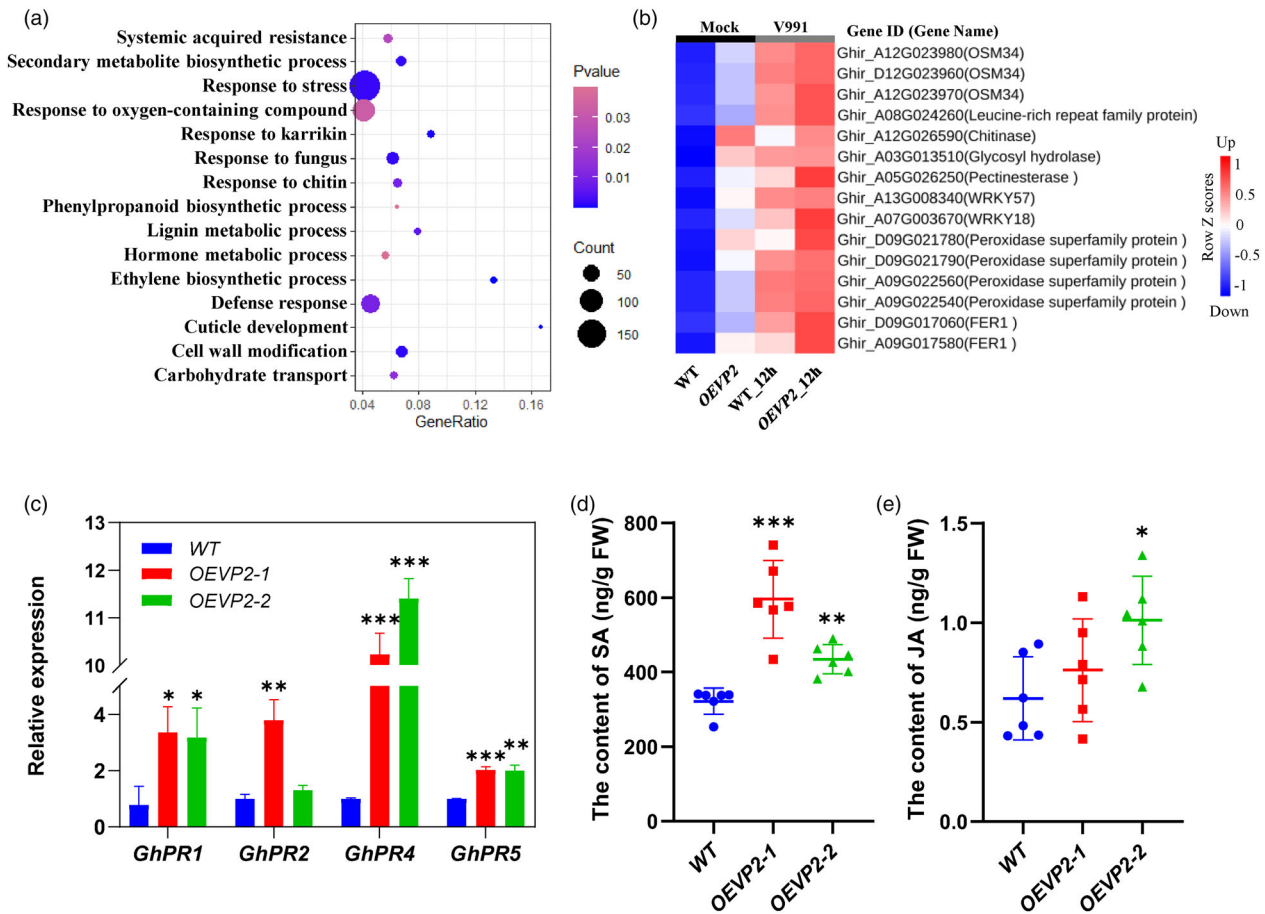 (a)
Systemic acquired resistance
Secondary metabolite biosynthetic process
Response to stress
Response to oxygen-containing compound
Response to karrikin
Response to fungus
Response to chitin
Phenylpropanoid biosynthetic process
Lignin metabolic process
Hormone metabolic process
Ethylene biosynthetic process
Defense response
Cuticle development
Cell wall modification
Carbohydrate transport
0.04 0.08 0.12 0.16
GeneRatio
Pvalue
0.03
0.02
0.01
Count
50
100
150
(b)
Mock V991 Gene ID (Gene Name)
Ghir_A12G023980(OSM34)
Ghir_D12G023960(OSM34)
Ghir_A12G023970(OSM34)
Ghir_A08G024260(Leucine-rich repeat family protein)
Ghir_A12G026590(Chitinase)
Ghir_A03G013510(Glycosyl hydrolase)
Ghir_A05G026250(Pectinesterase )
Ghir_A13G008340(WRKY57)
Ghir_A07G003670(WRKY18)
Ghir_D09G021780(Peroxidase superfamily protein )
Ghir_D09G021790(Peroxidase superfamily protein )
Ghir_A09G022560(Peroxidase superfamily protein )
Ghir_A09G022540(Peroxidase superfamily protein )
Ghir_D09G017060(FER1 )
Ghir_A09G017580(FER1 )
WT OEVP2 WT_12h OEVP2_12h
Row Z scores
Up
1
0.5
0
-0.5
-1
Down
(c)
Relative expression
13
12
11
10
4
2
0
WT
OEVP2-1
OEVP2-2
* * ** *** *** *** **
GhPR1 GhPR2 GhPR4 GhPR5
(d)
The content of SA (ng/g FW)
800
600
400
200
0
*** **
WT OEVP2-1 OEVP2-2
(e)
The content of JA (ng/g FW)
1.5
1.0
0.5
0.0
*
WT OEVP2-1 OEVP2-2